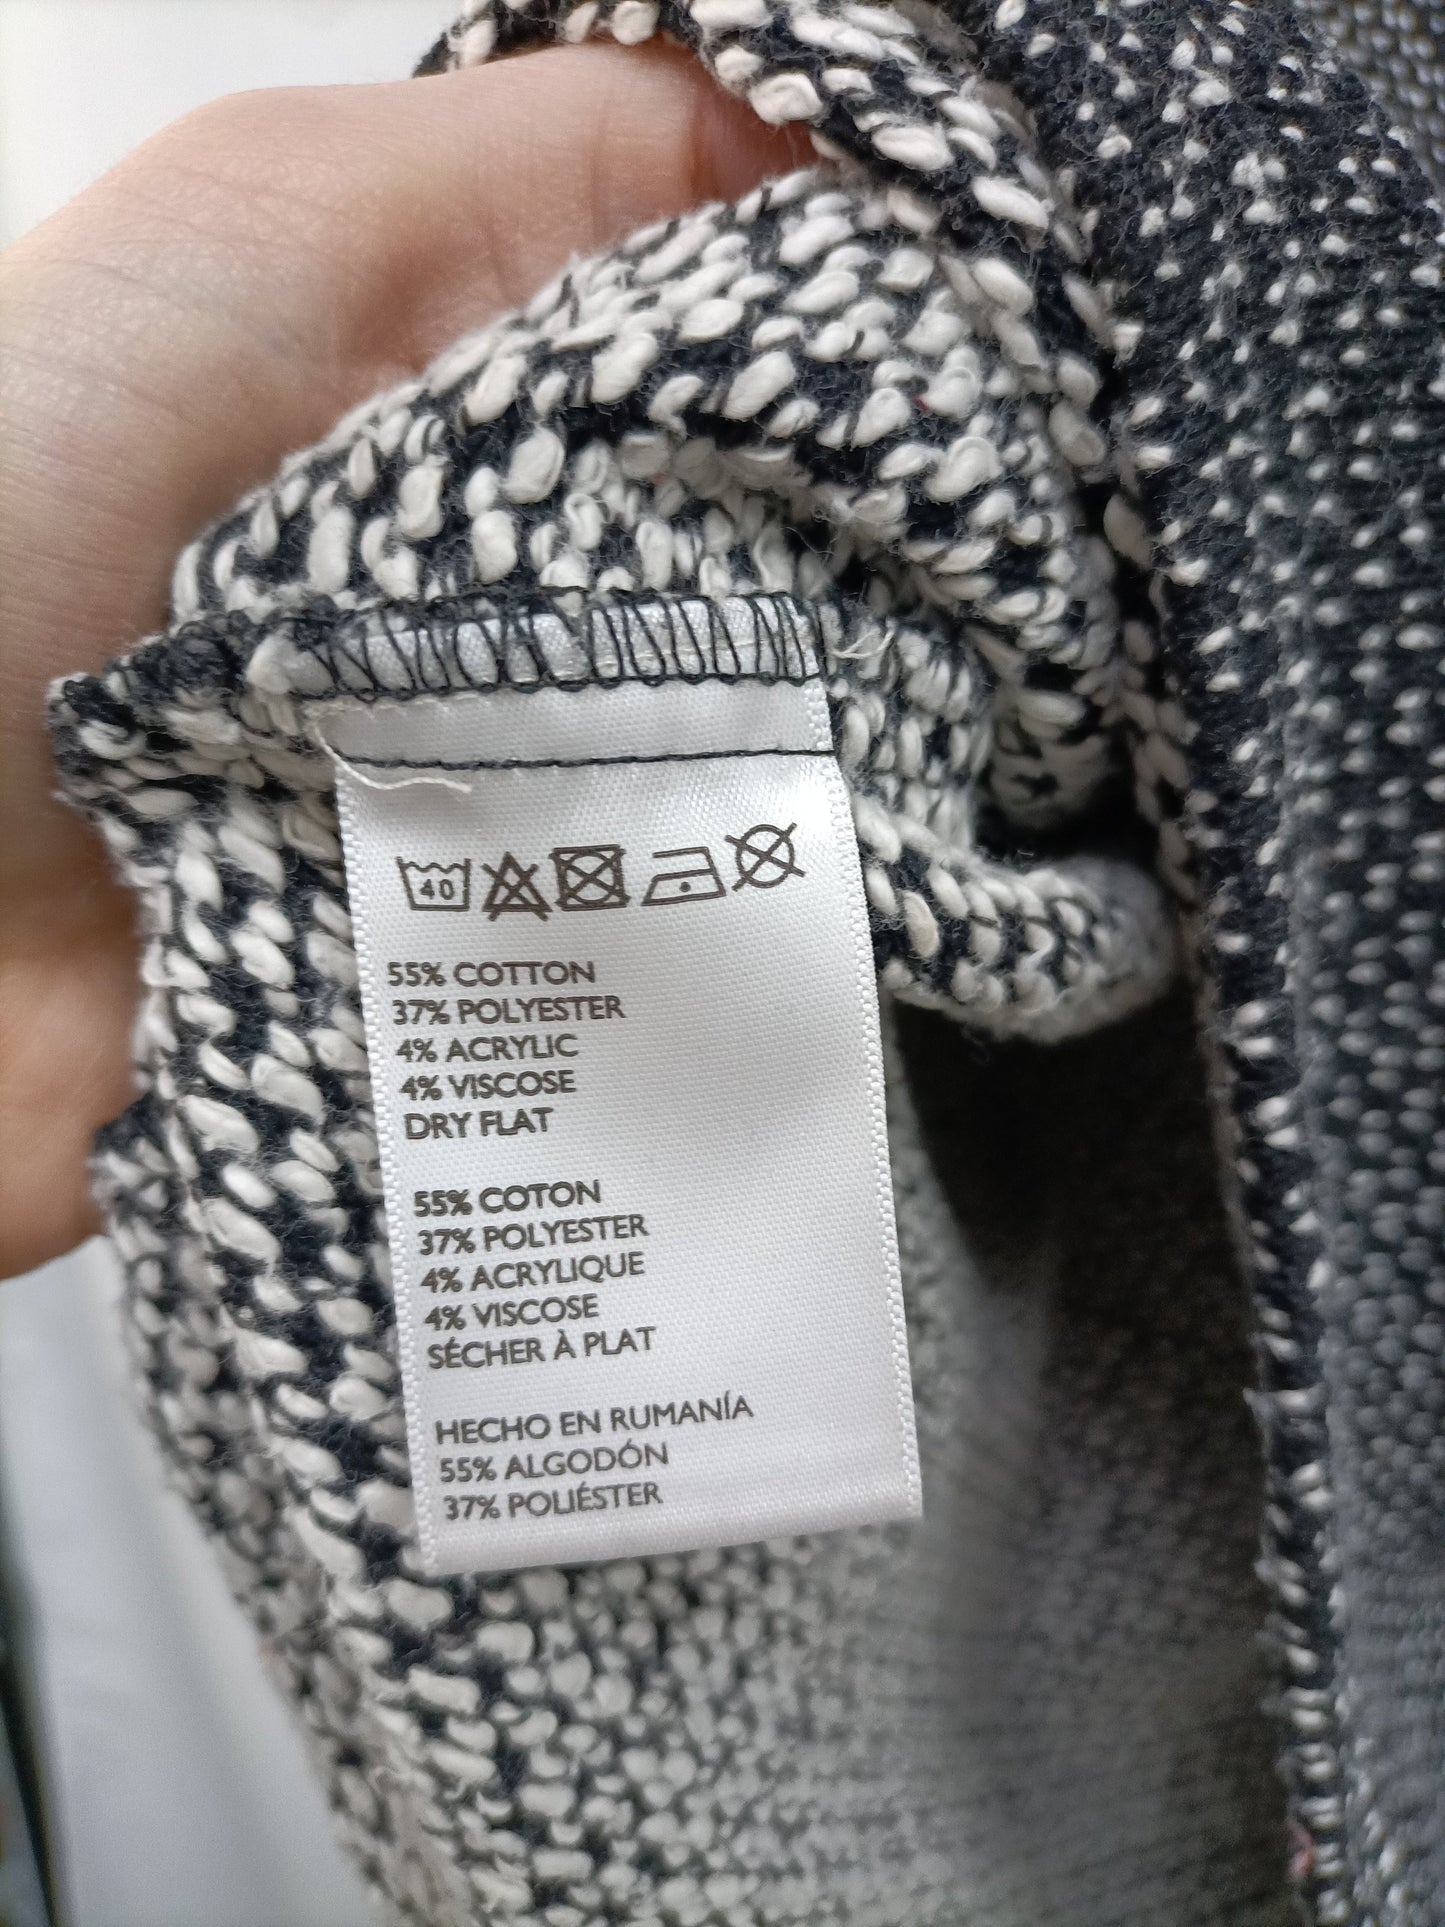 40
55% COTTON
37% POLYESTER
4% ACRYLIC
4% VISCOSE
DRY FLAT
55% COTON
37% POLYESTER
4% ACRYLIQUE
4% VISCOSE
SÉCHER À PLAT
HECHO EN RUMANÍA
55% ALGODÓN
37% POLIÉSTER